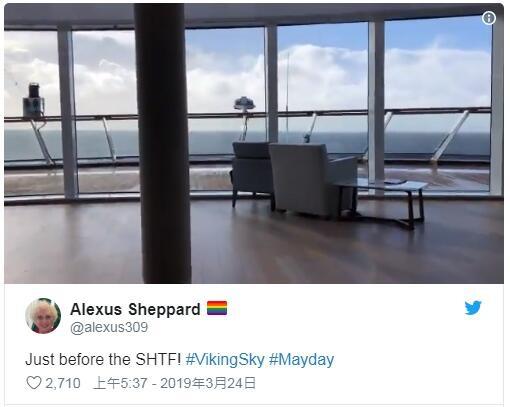 Alexus Sheppard 🏳️‍🌈
@alexus309
Just before the SHTF! #VikingSky #Mayday
2,710 上午5:37 - 2019年3月24日